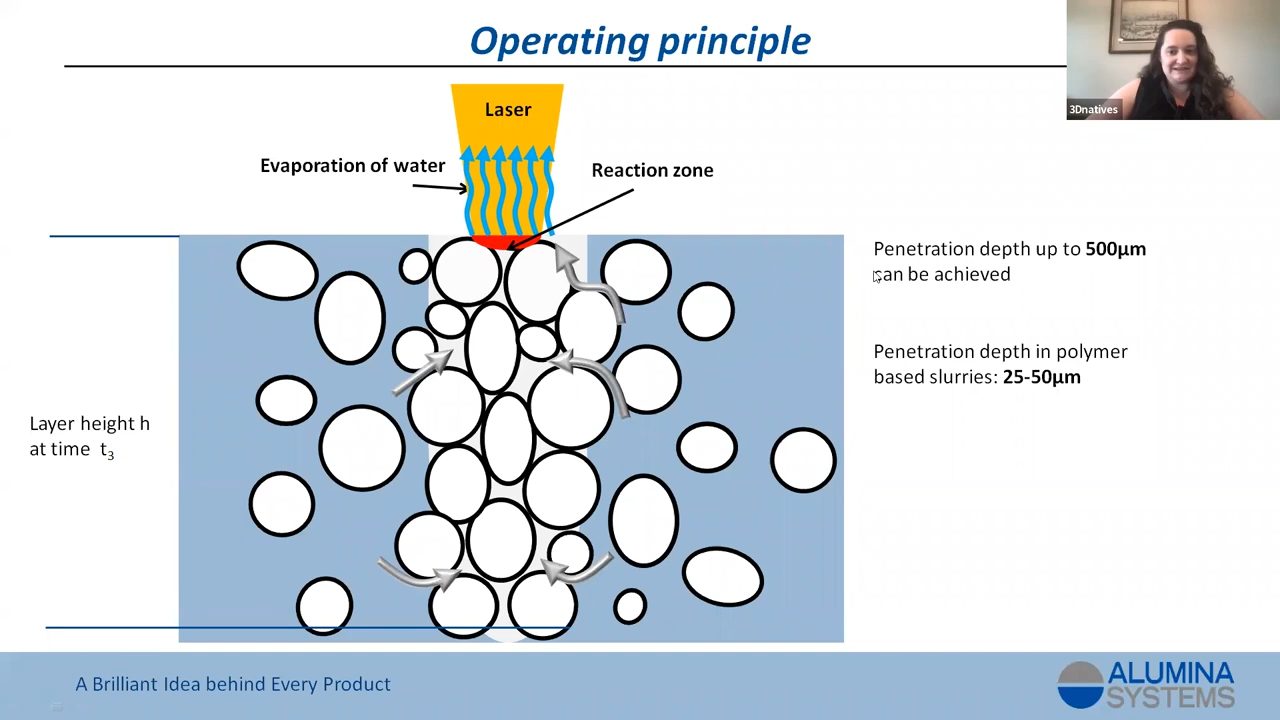 Operating principle
3Dnatives
Laser
Evaporation of water
Reaction zone
Penetration depth up to 500µm
can be achieved
Penetration depth in polymer
based slurries: 25-50µm
Layer height h
at time t₃
A Brilliant Idea behind Every Product
ALUMINA
SYSTEMS